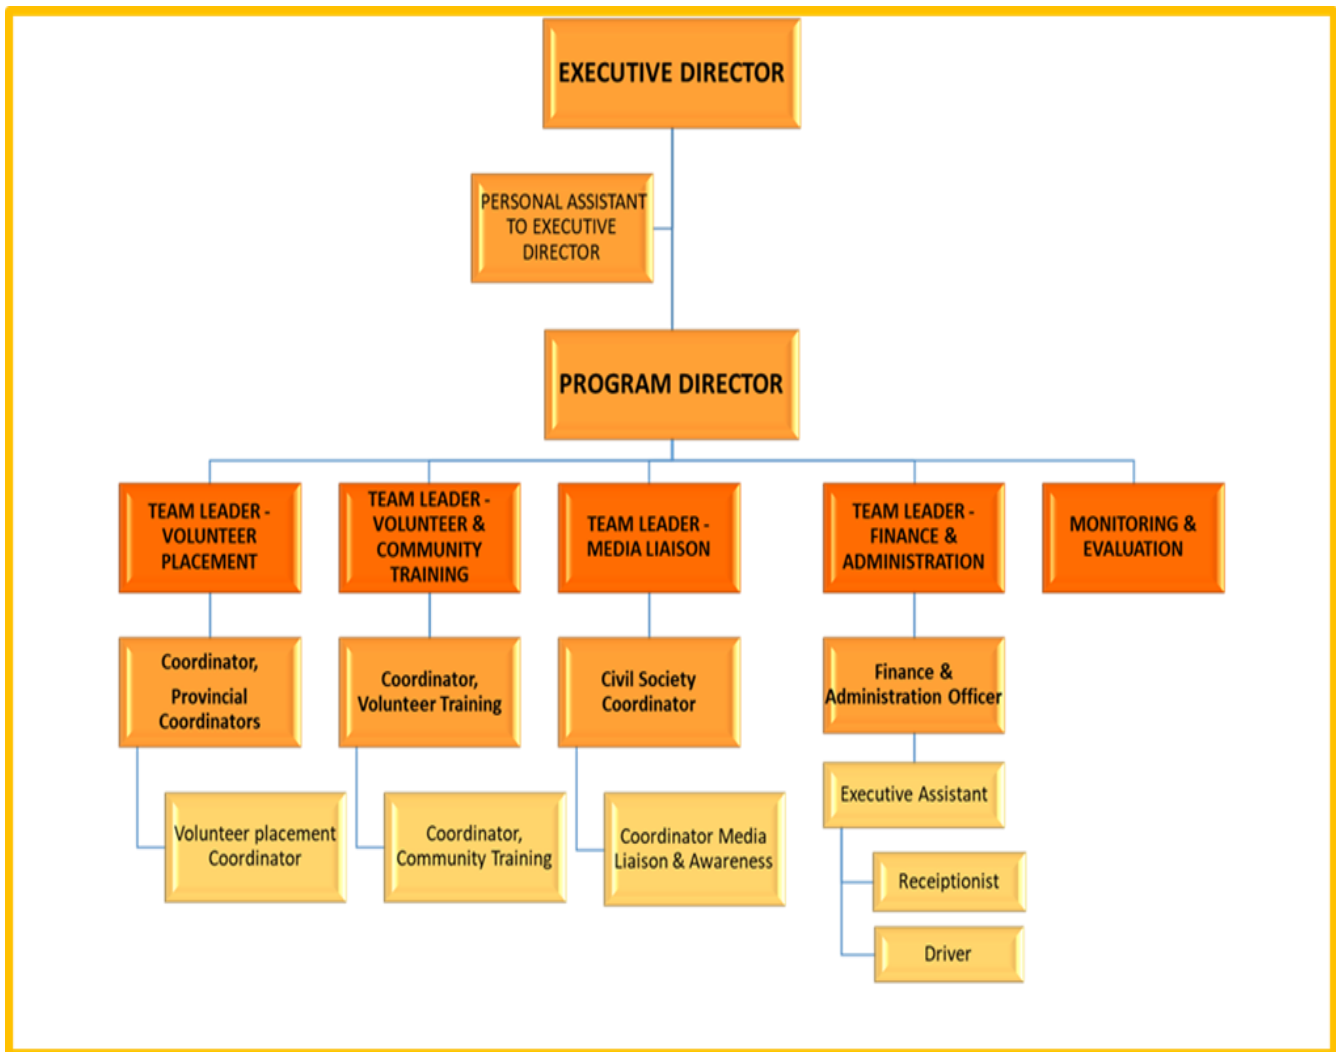 EXECUTIVE DIRECTOR
PERSONAL ASSISTANT
TO EXECUTIVE
DIRECTOR
PROGRAM DIRECTOR
TEAM LEADER -
VOLUNTEER
PLACEMENT
TEAM LEADER -
VOLUNTEER &
COMMUNITY
TRAINING
TEAM LEADER -
MEDIA LIAISON
TEAM LEADER -
FINANCE &
ADMINISTRATION
MONITORING &
EVALUATION
Coordinator,
Provincial
Coordinators
Coordinator,
Volunteer Training
Civil Society
Coordinator
Finance &
Administration Officer
Volunteer placement
Coordinator
Coordinator,
Community Training
Coordinator Media
Liaison & Awareness
Executive Assistant
Receiptionist
Driver